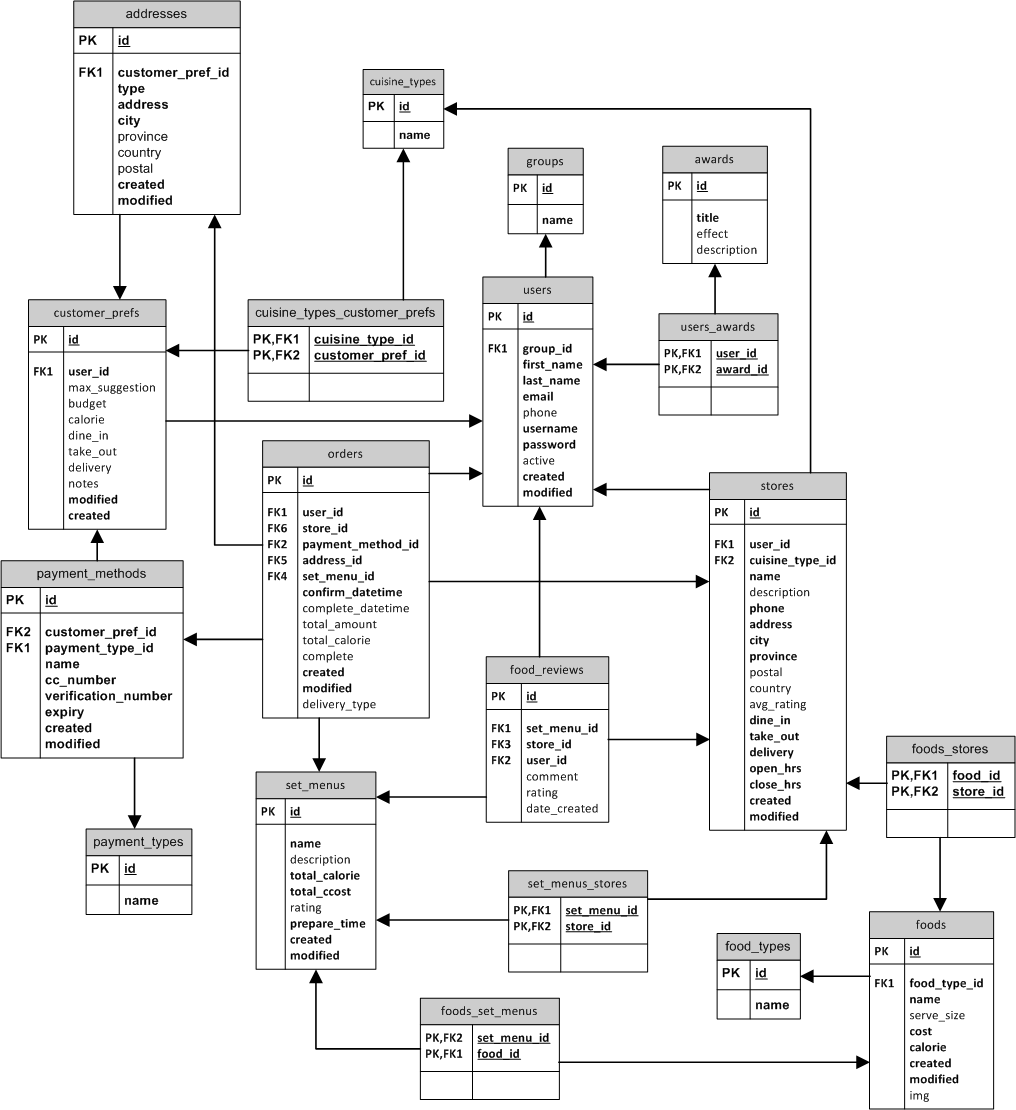 addresses
PK id
FK1 customer_pref_id
type
address
city
province
country
postal
created
modified
cuisine_types
PK id
name
groups
PK id
name
awards
PK id
title
effect
description
customer_prefs
PK id
FK1 user_id
max_suggestion
budget
calorie
dine_in
take_out
delivery
notes
modified
created
cuisine_types_customer_prefs
PK,FK1 cuisine_type_id
PK,FK2 customer_pref_id
users
PK id
FK1 group_id
first_name
last_name
email
phone
username
password
active
created
modified
users_awards
PK,FK1 user_id
PK,FK2 award_id
orders
PK id
FK1 user_id
FK6 store_id
FK2 payment_method_id
FK5 address_id
FK4 set_menu_id
confirm_datetime
complete_datetime
total_amount
total_calorie
complete
created
modified
delivery_type
stores
PK id
FK1 user_id
FK2 cuisine_type_id
name
description
phone
address
city
province
postal
country
avg_rating
dine_in
take_out
delivery
open_hrs
close_hrs
created
modified
payment_methods
PK id
FK2 customer_pref_id
FK1 payment_type_id
name
cc_number
verification_number
expiry
created
modified
food_reviews
PK id
FK1 set_menu_id
FK3 store_id
FK2 user_id
comment
rating
date_created
foods_stores
PK,FK1 food_id
PK,FK2 store_id
set_menus
PK id
name
description
total_calorie
total_ccost
rating
prepare_time
created
modified
payment_types
PK id
name
set_menus_stores
PK,FK1 set_menu_id
PK,FK2 store_id
food_types
PK id
name
foods
PK id
FK1 food_type_id
name
serve_size
cost
calorie
created
modified
img
foods_set_menus
PK,FK2 set_menu_id
PK,FK1 food_id